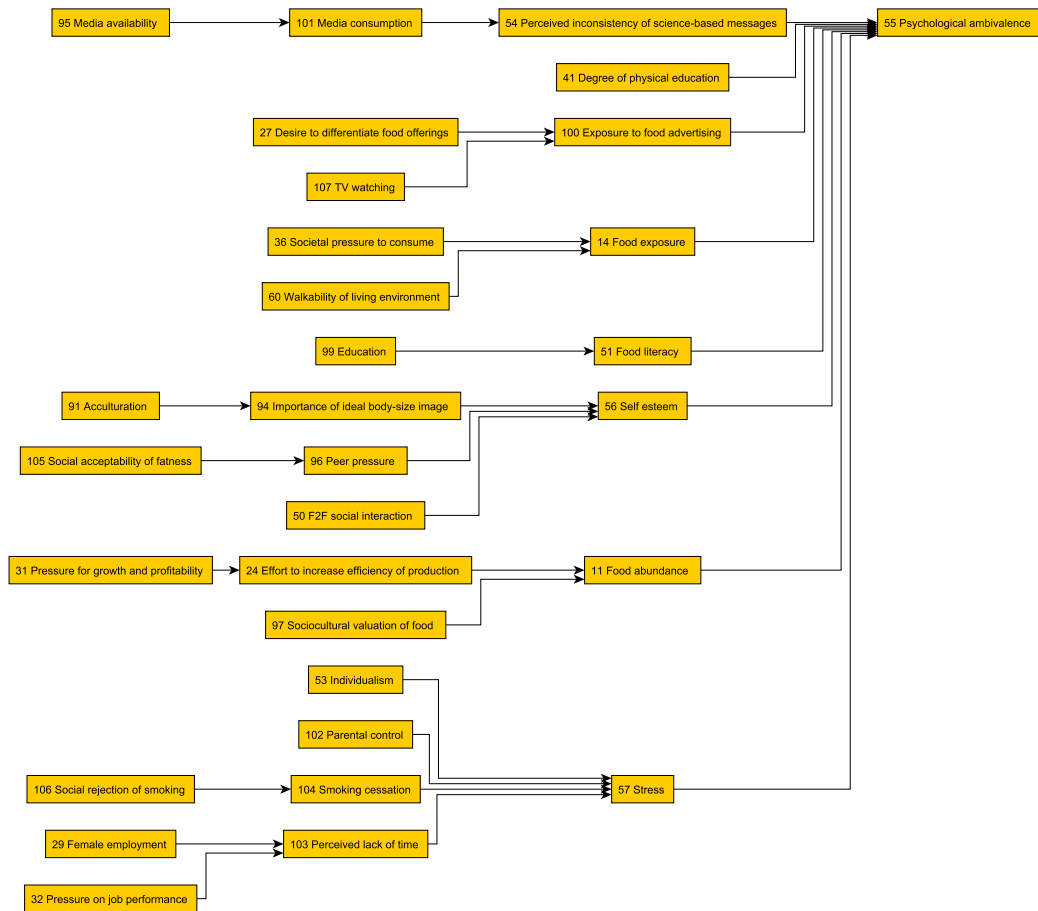 95 Media availability
101 Media consumption
54 Perceived inconsistency of science-based messages
55 Psychological ambivalence
41 Degree of physical education
27 Desire to differentiate food offerings
100 Exposure to food advertising
107 TV watching
36 Societal pressure to consume
14 Food exposure
60 Walkability of living environment
99 Education
51 Food literacy
91 Acculturation
94 Importance of ideal body-size image
56 Self esteem
105 Social acceptability of fatness
96 Peer pressure
50 F2F social interaction
31 Pressure for growth and profitability
24 Effort to increase efficiency of production
11 Food abundance
97 Sociocultural valuation of food
53 Individualism
102 Parental control
106 Social rejection of smoking
104 Smoking cessation
57 Stress
29 Female employment
103 Perceived lack of time
32 Pressure on job performance